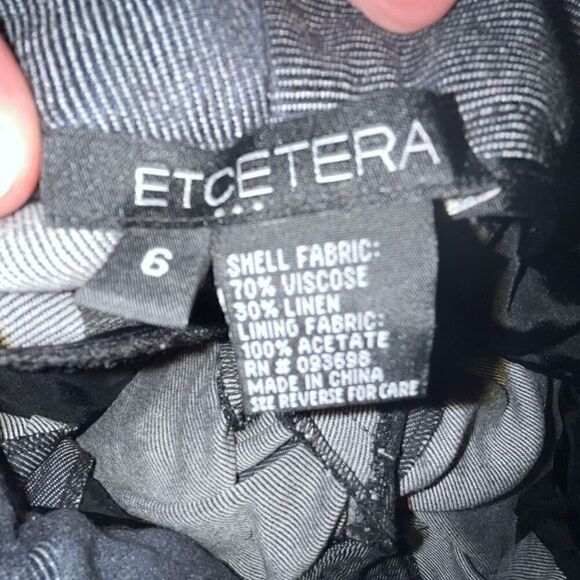 ETCETERA
...
6
SHELL FABRIC:
70% VISCOSE
30% LINEN
LINING FABRIC:
100% ACETATE
RN # 093698
MADE IN CHINA
SEE REVERSE FOR CARE